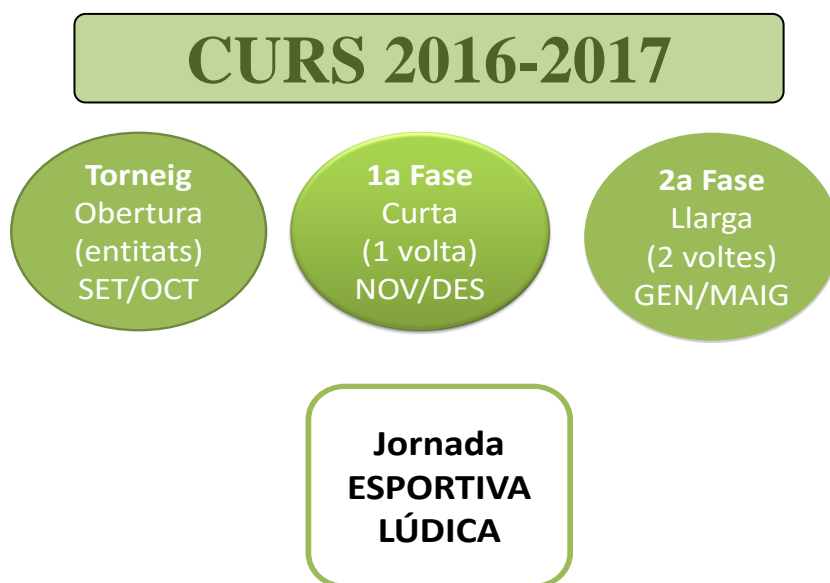 CURS 2016-2017
Torneig
Obertura
(entitats)
SET/OCT
1a Fase
Curta
(1 volta)
NOV/DES
2a Fase
Llarga
(2 voltes)
GEN/MAIG
Jornada
ESPORTIVA
LÚDICA